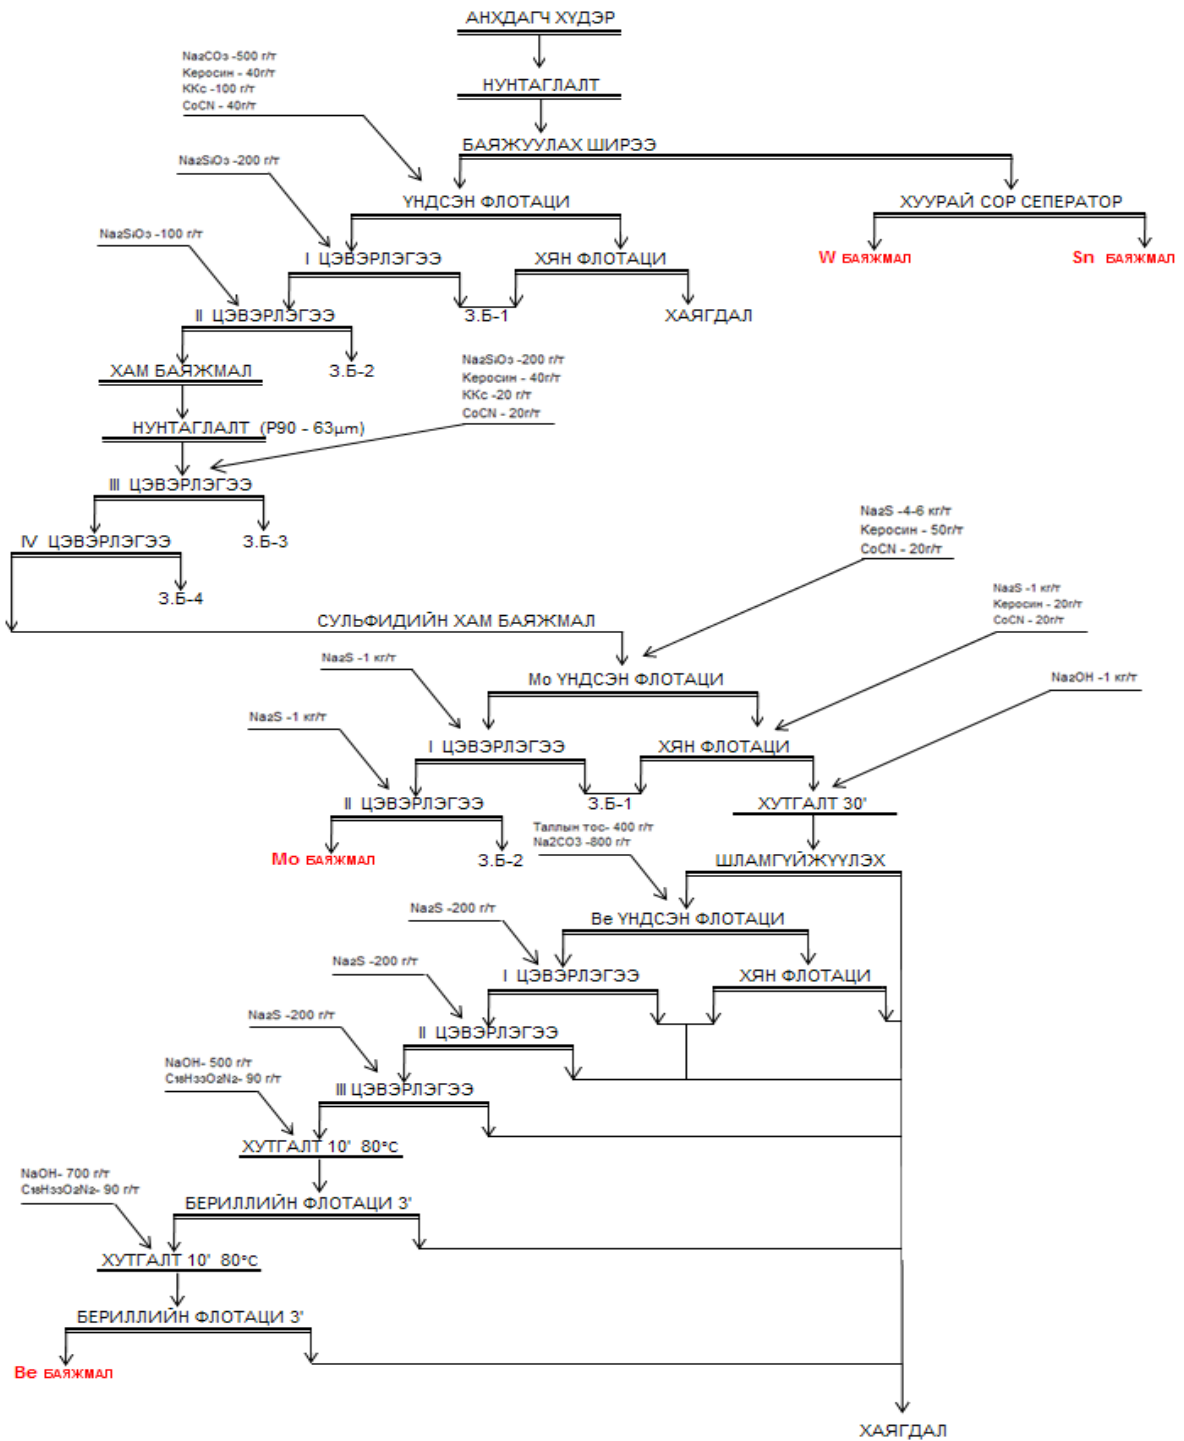 АНХДАГЧ ХҮДЭР
Na2CO3 -500 г/т
Керосин - 40г/т
ККс -100 г/т
CoCN - 40г/т
НУНТАГЛАЛТ
БАЯЖУУЛАХ ШИРЭЭ
Na2SiO3 -200 г/т
ҮНДСЭН ФЛОТАЦИ
ХУУРАЙ СОР СЕПЕРАТОР
Na2SiO3 -100 г/т
I ЦЭВЭРЛЭГЭЭ
ХЯН ФЛОТАЦИ
W БАЯЖМАЛ
Sn БАЯЖМАЛ
II ЦЭВЭРЛЭГЭЭ
З.Б-1
ХАЯГДАЛ
ХАМ БАЯЖМАЛ
З.Б-2
Na2SiO3 -200 г/т
Керосин - 40г/т
ККс -20 г/т
CoCN - 20г/т
НУНТАГЛАЛТ (P90 - 63µm)
III ЦЭВЭРЛЭГЭЭ
IV ЦЭВЭРЛЭГЭЭ
З.Б-3
Na2S -4-6 кг/т
Керосин - 50г/т
CoCN - 20г/т
З.Б-4
Na2S -1 кг/т
Керосин - 20г/т
CoCN - 20г/т
СУЛЬФИДИЙН ХАМ БАЯЖМАЛ
Na2S -1 кг/т
Мо ҮНДСЭН ФЛОТАЦИ
Na2OH -1 кг/т
Na2S -1 кг/т
I ЦЭВЭРЛЭГЭЭ
ХЯН ФЛОТАЦИ
II ЦЭВЭРЛЭГЭЭ
З.Б-1
ХУТГАЛТ 30'
Таллын тос- 400 г/т
Na2CO3 -800 г/т
Мо БАЯЖМАЛ
З.Б-2
ШЛАМГҮЙЖҮҮЛЭХ
Na2S -200 г/т
Ве ҮНДСЭН ФЛОТАЦИ
Na2S -200 г/т
I ЦЭВЭРЛЭГЭЭ
ХЯН ФЛОТАЦИ
Na2S -200 г/т
II ЦЭВЭРЛЭГЭЭ
NaOH- 500 г/т
C18H33O2N2- 90 г/т
III ЦЭВЭРЛЭГЭЭ
ХУТГАЛТ 10' 80°С
NaOH- 700 г/т
C18H33O2N2- 90 г/т
БЕРИЛЛИЙН ФЛОТАЦИ 3'
ХУТГАЛТ 10' 80°С
БЕРИЛЛИЙН ФЛОТАЦИ 3'
Ве БАЯЖМАЛ
ХАЯГДАЛ